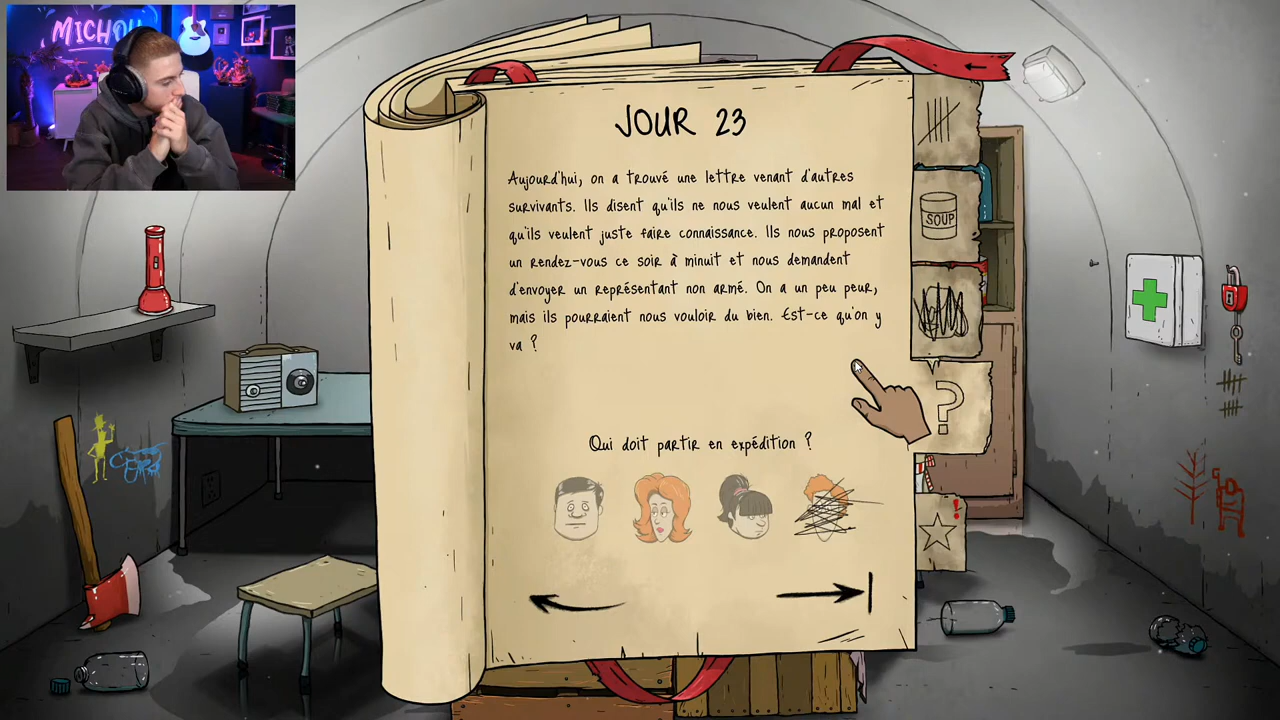 MICHOU
JOUR 23
Aujourd'hui, on a trouvé une lettre venant d'autres
survivants. Ils disent qu'ils ne nous veulent aucun mal et
qu'ils veulent juste faire connaissance. Ils nous proposent
un rendez-vous ce soir à minuit et nous demandent
d'envoyer un représentant non armé. On a un peu peur,
mais ils pourraient nous vouloir du bien. Est-ce qu'on y
va ?
SOUP
?
!
Qui doit partir en expédition ?